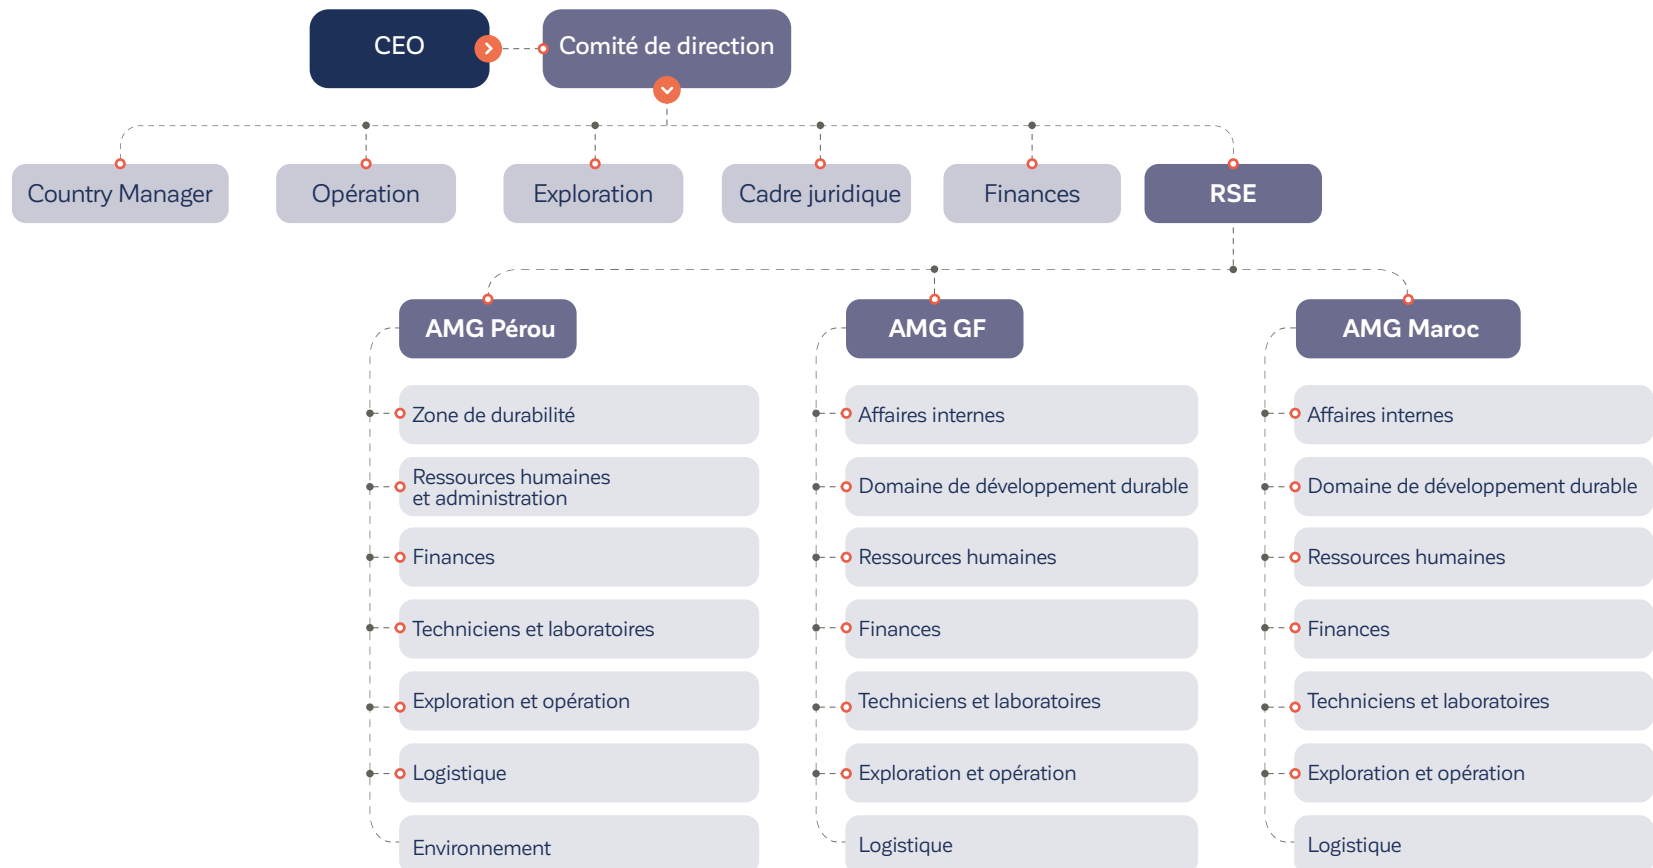 CEO
Comité de direction
Country Manager
Opération
Exploration
Cadre juridique
Finances
RSE
AMG Pérou
Zone de durabilité
Ressources humaines
et administration
Finances
Techniciens et laboratoires
Exploration et opération
Logistique
Environnement
AMG GF
Affaires internes
Domaine de développement durable
Ressources humaines
Finances
Techniciens et laboratoires
Exploration et opération
Logistique
AMG Maroc
Affaires internes
Domaine de développement durable
Ressources humaines
Finances
Techniciens et laboratoires
Exploration et opération
Logistique